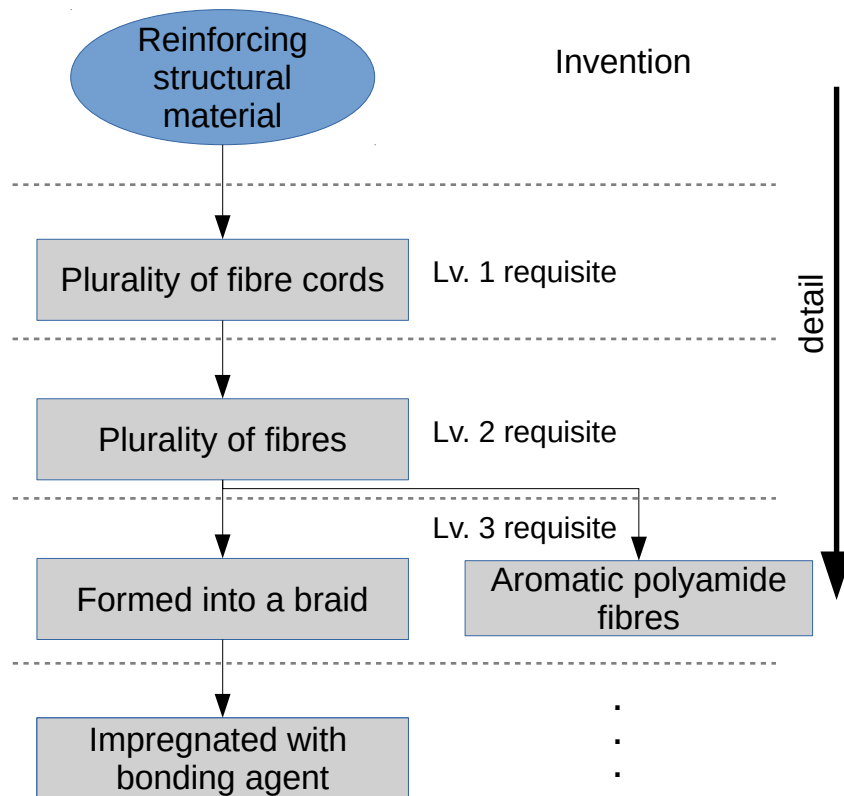 Reinforcing
structural
material
Invention
Plurality of fibre cords
Lv. 1 requisite
detail
Plurality of fibres
Lv. 2 requisite
Lv. 3 requisite
Formed into a braid
Aromatic polyamide
fibres
Impregnated with
bonding agent
.
.
.